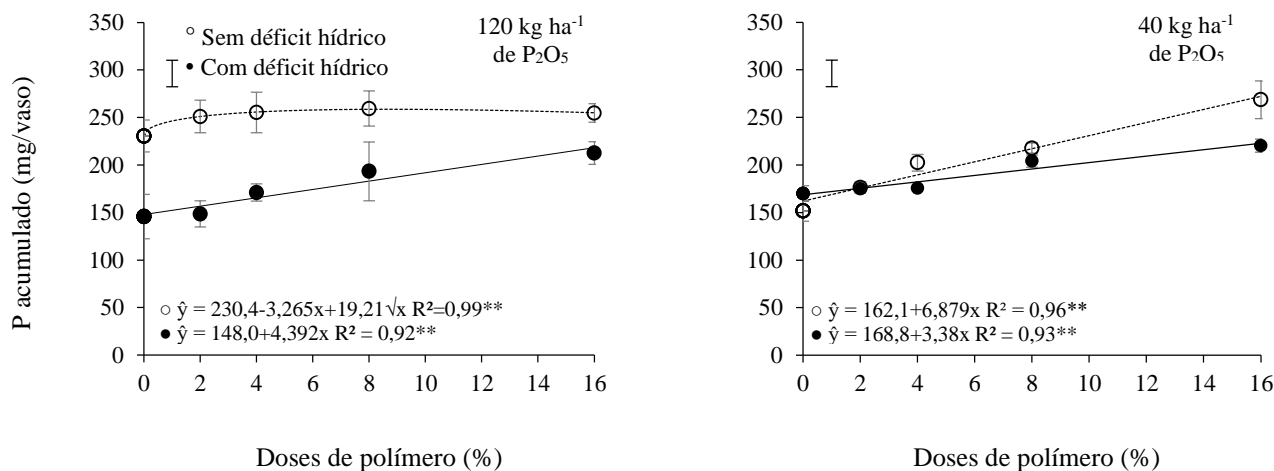 P acumulado (mg/vaso)
350
300
250
200
150
100
50
0
○ Sem déficit hídrico
● Com déficit hídrico
120 kg ha⁻¹
de P₂O₅
○ ŷ = 230,4-3,265x+19,21√x R²=0,99**
● ŷ = 148,0+4,392x R² = 0,92**
0 2 4 6 8 10 12 14 16
Doses de polímero (%)
350
300
250
200
150
100
50
0
40 kg ha⁻¹
de P₂O₅
○ ŷ = 162,1+6,879x R² = 0,96**
● ŷ = 168,8+3,38x R² = 0,93**
0 2 4 6 8 10 12 14 16
Doses de polímero (%)